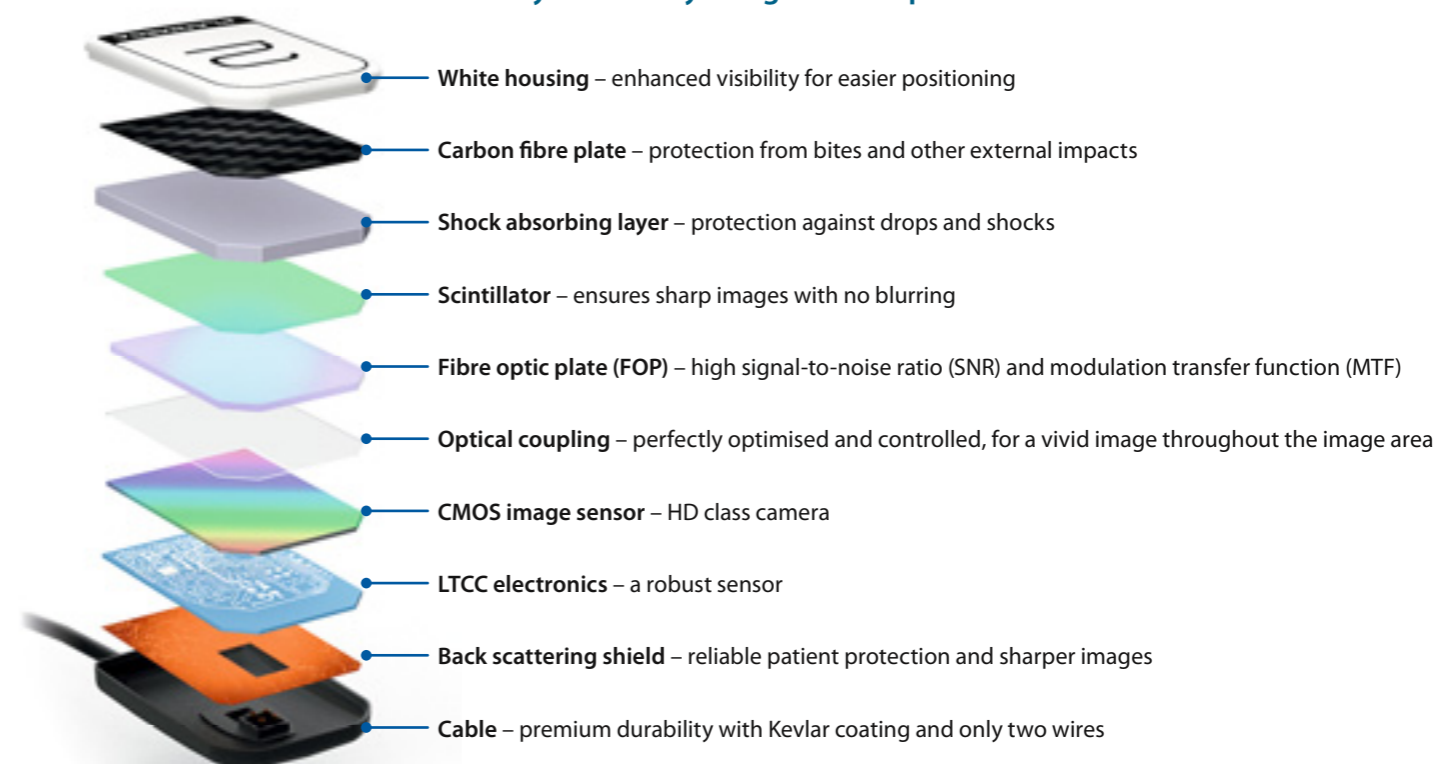 White housing – enhanced visibility for easier positioning
Carbon fibre plate – protection from bites and other external impacts
Shock absorbing layer – protection against drops and shocks
Scintillator – ensures sharp images with no blurring
Fibre optic plate (FOP) – high signal-to-noise ratio (SNR) and modulation transfer function (MTF)
Optical coupling – perfectly optimised and controlled, for a vivid image throughout the image area
CMOS image sensor – HD class camera
LTCC electronics – a robust sensor
Back scattering shield – reliable patient protection and sharper images
Cable – premium durability with Kevlar coating and only two wires